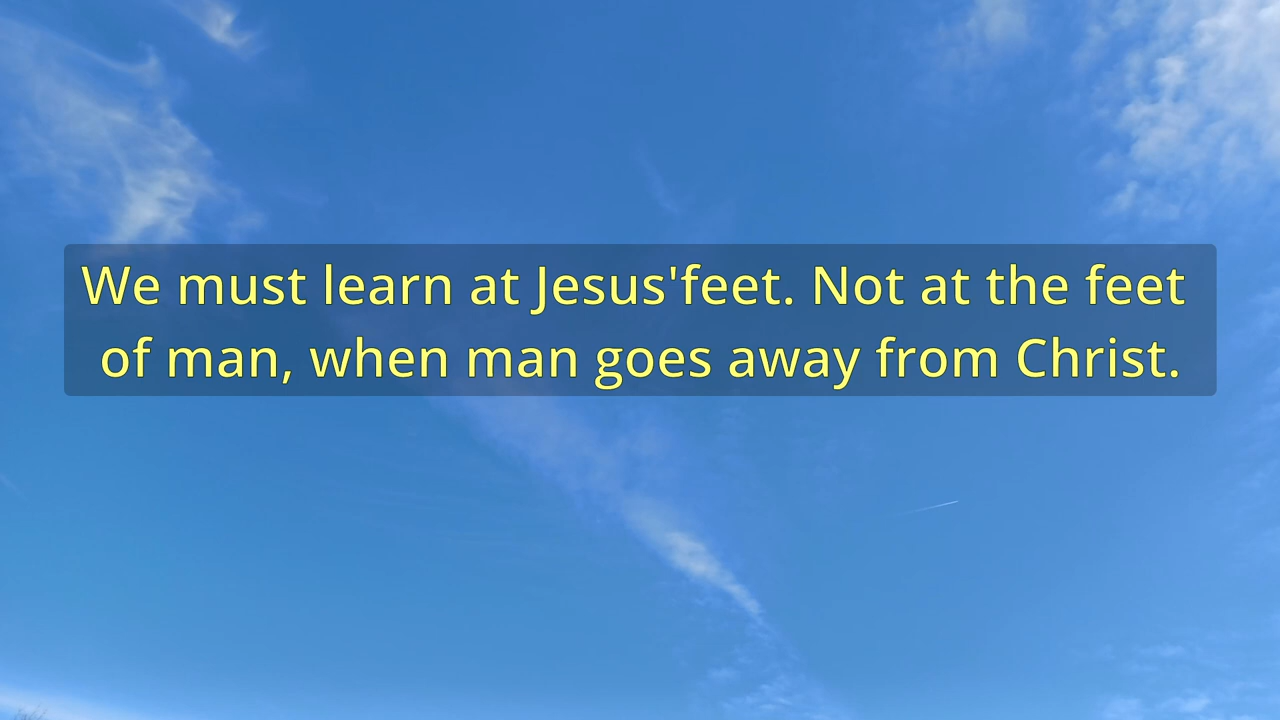 We must learn at Jesus'feet. Not at the feet
of man, when man goes away from Christ.